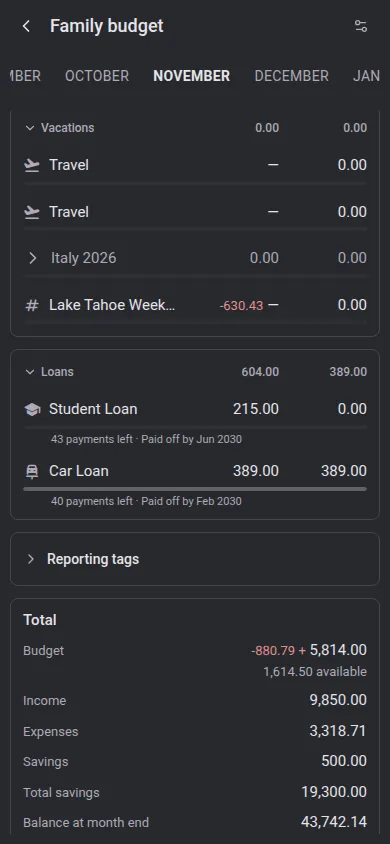 Family budget
MBER OCTOBER NOVEMBER DECEMBER JAN
Vacations 0.00 0.00
Travel — 0.00
Travel — 0.00
Italy 2026 0.00 0.00
# Lake Tahoe Week... -630.43 — 0.00
Loans 604.00 389.00
Student Loan 215.00 0.00
43 payments left · Paid off by Jun 2030
Car Loan 389.00 389.00
40 payments left · Paid off by Feb 2030
Reporting tags
Total
Budget -880.79 + 5,814.00
1,614.50 available
Income 9,850.00
Expenses 3,318.71
Savings 500.00
Total savings 19,300.00
Balance at month end 43,742.14